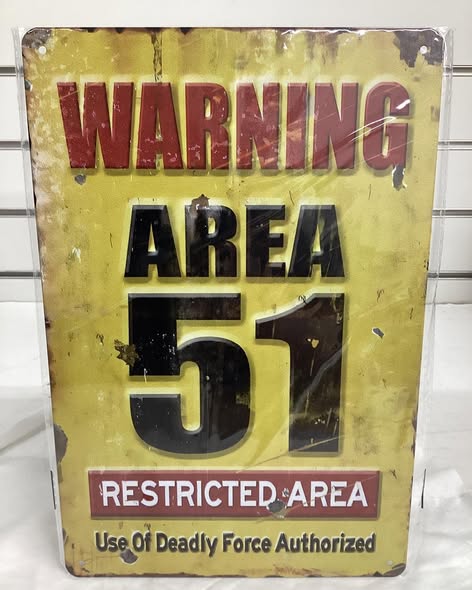 WARNING
AREA
51
RESTRICTED AREA
Use Of Deadly Force Authorized